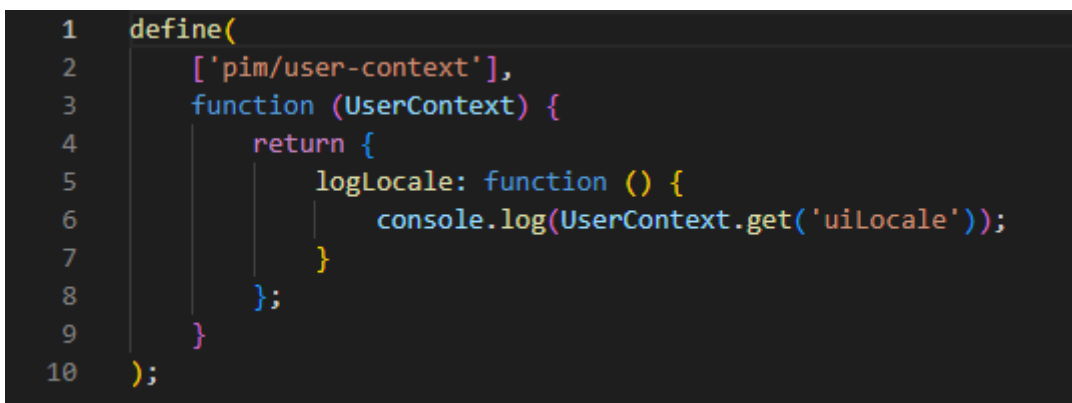 1 define(
2 ['pim/user-context'],
3 function (UserContext) {
4 return {
5 logLocale: function () {
6 console.log(UserContext.get('uiLocale'));
7 }
8 };
9 }
10 );